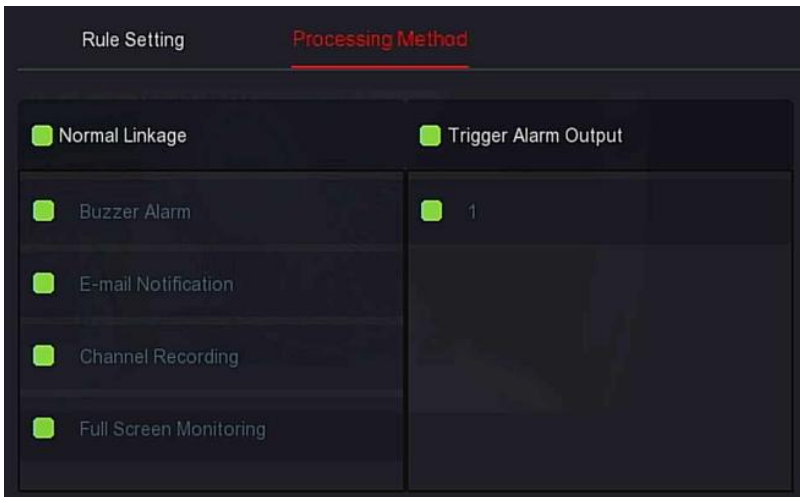 Rule Setting
Processing Method
Normal Linkage
Trigger Alarm Output
Buzzer Alarm
1
E-mail Notification
Channel Recording
Full Screen Monitoring